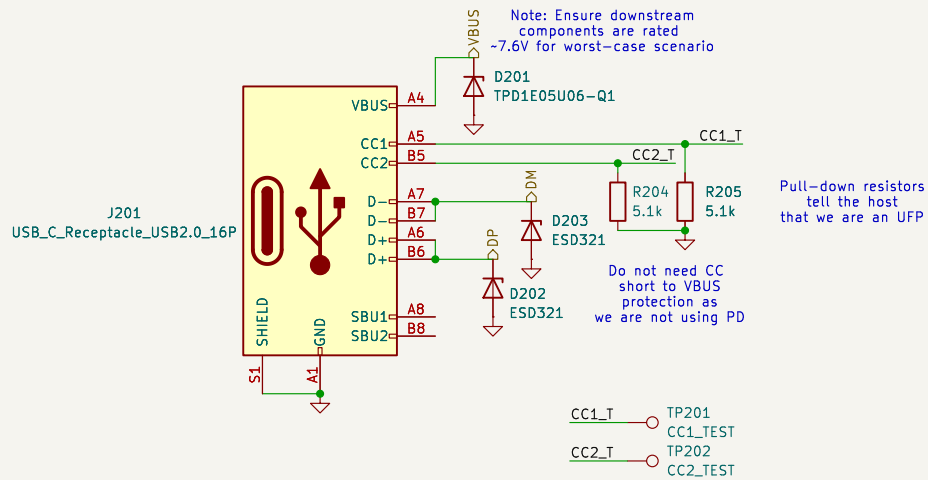 VBUS
Note: Ensure downstream
components are rated
~7.6V for worst-case scenario
D201
TPD1E05U06-Q1
VBUS
A4
CC1
A5
CC1_T
CC2
B5
CC2_T
D-
A7
DM
D-
B7
D+
A6
D+
B6
DP
R204
5.1k
R205
5.1k
Pull-down resistors
tell the host
that we are an UFP
J201
USB_C_Receptacle_USB2.0_16P
D203
ESD321
D202
ESD321
Do not need CC
short to VBUS
protection as
we are not using PD
SBU1
A8
SBU2
B8
SHIELD
GND
S1
A1
CC1_T
TP201
CC1_TEST
CC2_T
TP202
CC2_TEST